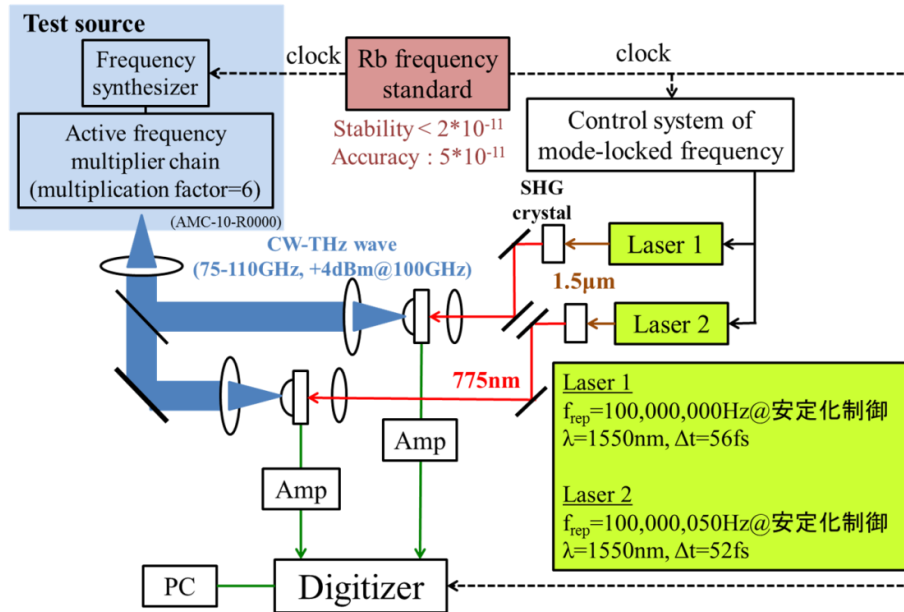 Test source
Frequency
synthesizer
Active frequency
multiplier chain
(multiplication factor=6)
(AMC-10-R0000)
clock
Rb frequency
standard
Stability < 2*10⁻¹¹
Accuracy : 5*10⁻¹¹
clock
Control system of
mode-locked frequency
SHG
crystal
Laser 1
1.5μm
Laser 2
CW-THz wave
(75-110GHz, +4dBm@100GHz)
775nm
Amp
Amp
PC
Digitizer
Laser 1
f_rep=100,000,000Hz@安定化制御
λ=1550nm, Δt=56fs
Laser 2
f_rep=100,000,050Hz@安定化制御
λ=1550nm, Δt=52fs